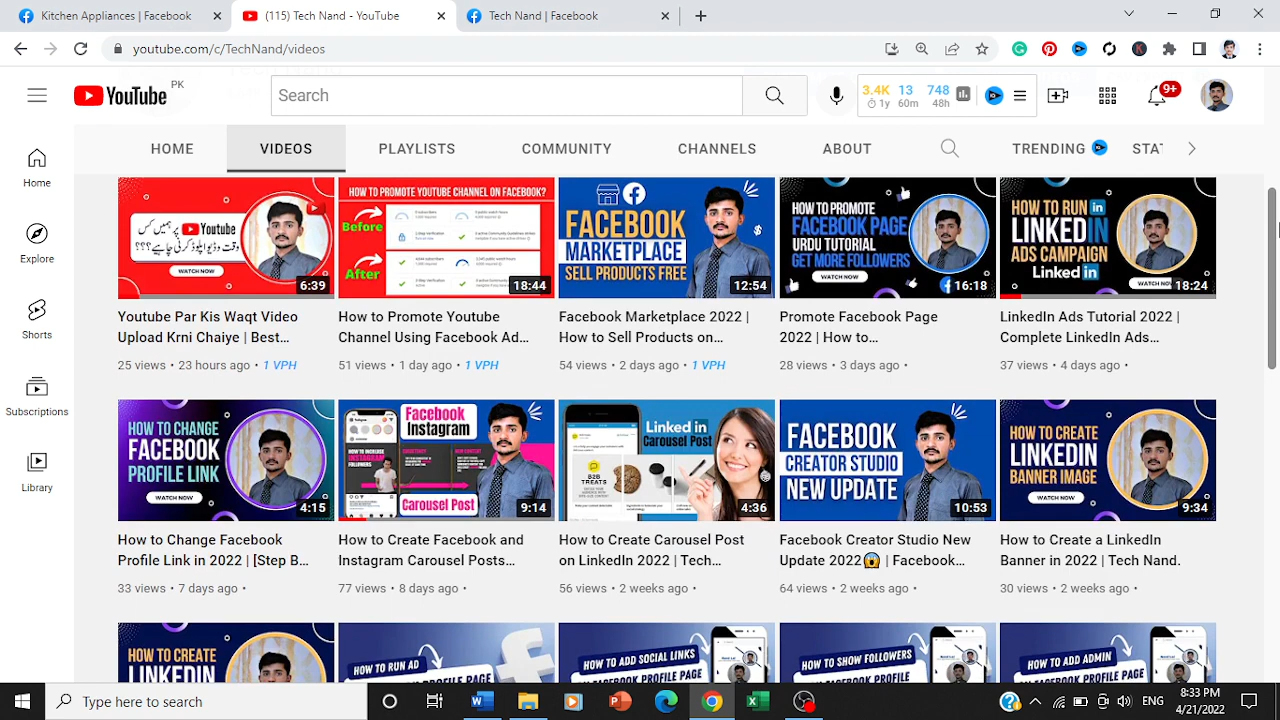 Kitchen Appliances | Facebook
(115) Tech Nand - YouTube
Tech Nand | Facebook
youtube.com/c/TechNand/videos
YouTube PK
Search
3.4K 13 748
1y 60m 48h
9+
HOME VIDEOS PLAYLISTS COMMUNITY CHANNELS ABOUT TRENDING STAT
Home
Explore
Shorts
Subscriptions
Library
YouTube پر ہمیں کس
وقت ویڈیو اپلوڈ کرنی چاہیے؟؟؟
WATCH NOW
6:39
HOW TO PROMOTE YOUTUBE CHANNEL ON FACEBOOK?
Before
After
18:44
FACEBOOK
MARKETPLACE
SELL PRODUCTS FREE
12:54
HOW TO PROMOTE
FACEBOOK PAGE
URDU TUTORIAL
GET MORE FOLLOWERS
WATCH NOW
16:18
HOW TO RUN in
LINKEDIN
ADS CAMPAIGN
Linked in
WATCH NOW
18:24
Youtube Par Kis Waqt Video
Upload Krni Chaiye | Best...
25 views • 23 hours ago • 1 VPH
How to Promote Youtube
Channel Using Facebook Ad...
51 views • 1 day ago • 1 VPH
Facebook Marketplace 2022 |
How to Sell Products on...
54 views • 2 days ago • 1 VPH
Promote Facebook Page
2022 | How to...
28 views • 3 days ago •
LinkedIn Ads Tutorial 2022 |
Complete LinkedIn Ads...
37 views • 4 days ago •
HOW TO CHANGE
FACEBOOK
PROFILE LINK
WATCH NOW
4:15
Facebook
Instagram
HOW TO INCREASE
INSTAGRAM
FOLLOWERS
CONSISTENCY
Carousel Post
Linked in
Carousel Post
B2B
TREATS
4:36
FACEBOOK
CREATOR STUDIO
NEW UPDATE
10:53
HOW TO CREATE
LINKEDIN
BANNER IMAGE
WATCH NOW
9:34
How to Change Facebook
Profile Link in 2022 | [Step B...
33 views • 7 days ago •
How to Create Facebook and
Instagram Carousel Posts...
77 views • 8 days ago •
How to Create Carousel Post
on LinkedIn 2022 | Tech...
56 views • 2 weeks ago •
Facebook Creator Studio New
Update 2022😱 | Facebook...
64 views • 2 weeks ago •
How to Create a LinkedIn
Banner in 2022 | Tech Nand.
30 views • 2 weeks ago •
HOW TO CREATE
LINKEDIN
HOW TO RUN AD
HOW TO ADD SOCIAL LINKS
HOW TO SHOW FOLLOWERS
HOW TO ADD ADMIN
Type here to search
ENG
8:33 PM
4/21/2022